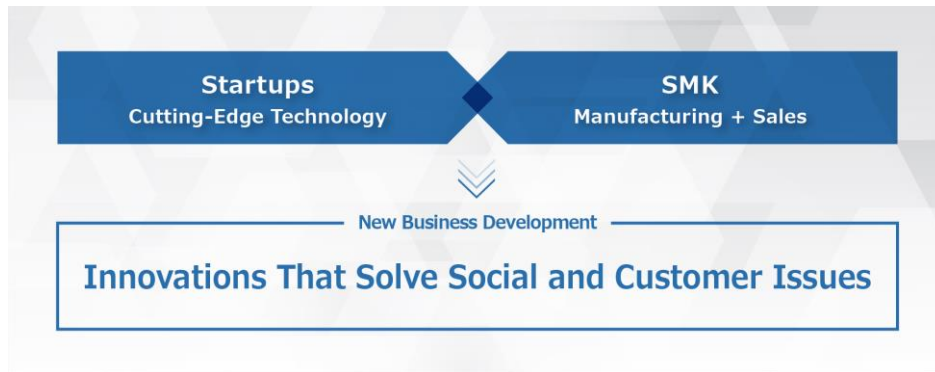 Startups
Cutting-Edge Technology
SMK
Manufacturing + Sales
New Business Development
Innovations That Solve Social and Customer Issues